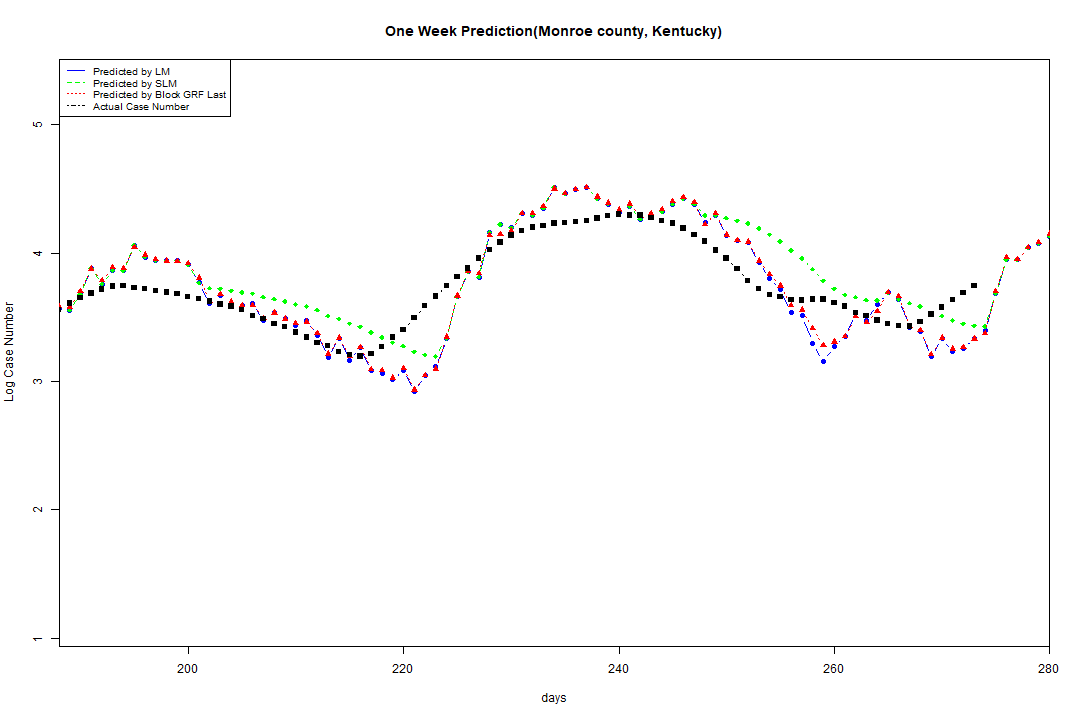 One Week Prediction(Monroe county, Kentucky)
Predicted by LM
Predicted by SLM
Predicted by Block GRF Last
Actual Case Number
Log Case Number
5
4
3
2
1
200 220 240 260 280
days